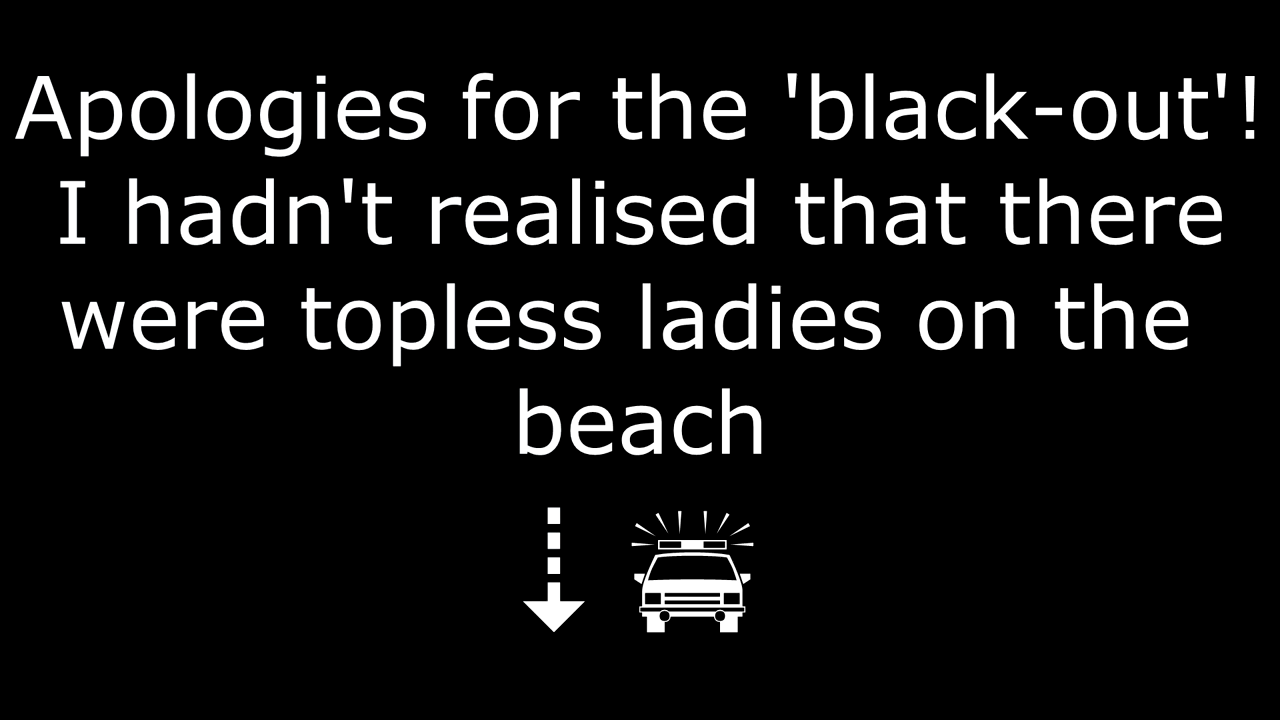 Apologies for the 'black-out'!
I hadn't realised that there
were topless ladies on the
beach